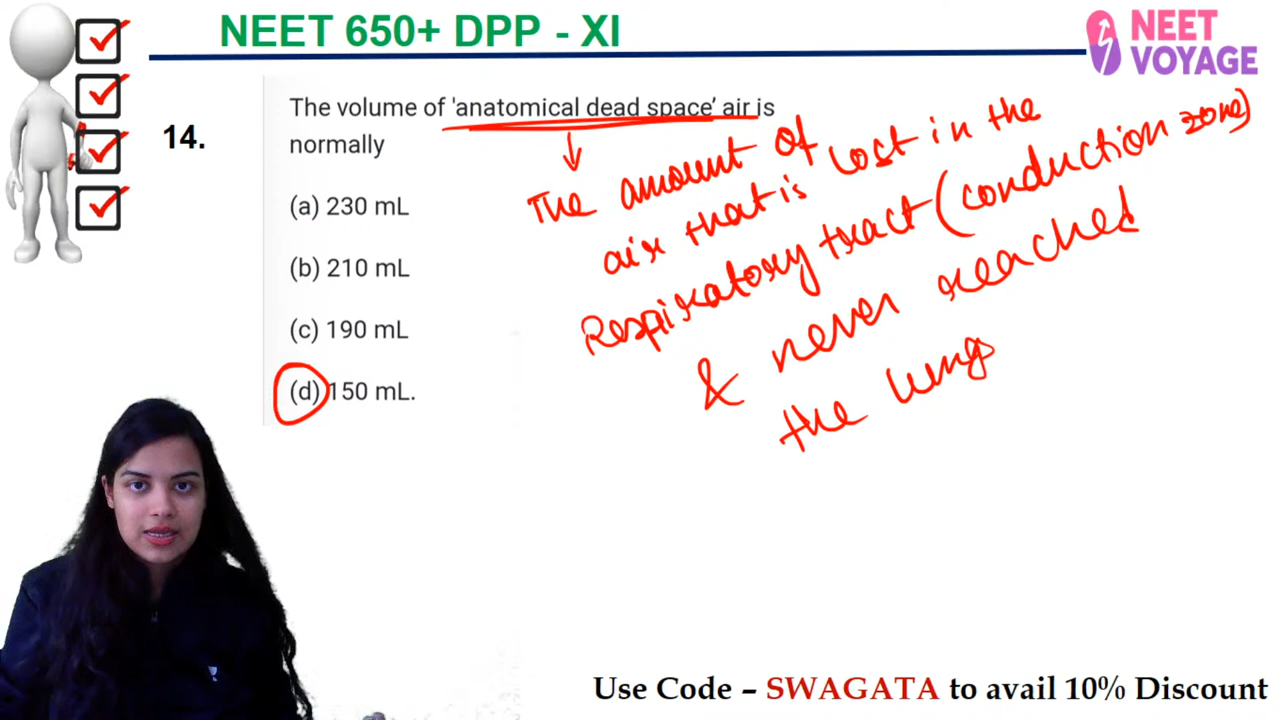 NEET 650+ DPP - XI
NEET
VOYAGE
14.
The volume of 'anatomical dead space' air is
normally
(a) 230 mL
(b) 210 mL
(c) 190 mL
(d) 150 mL.
The amount of
air that is lost in the
Respiratory tract (conduction zone)
& never reached
the lungs
Use Code – SWAGATA to avail 10% Discount